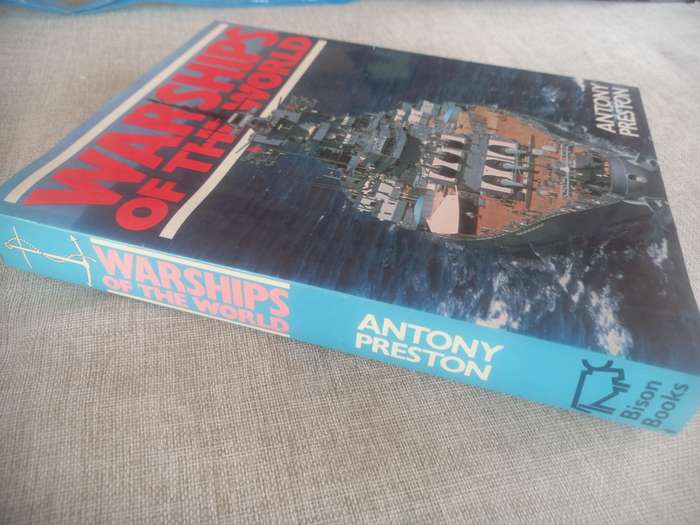 WARSHIPS
OF THE WORLD
ANTONY
PRESTON
WARSHIPS
OF THE WORLD
ANTONY
PRESTON
Bison
Books